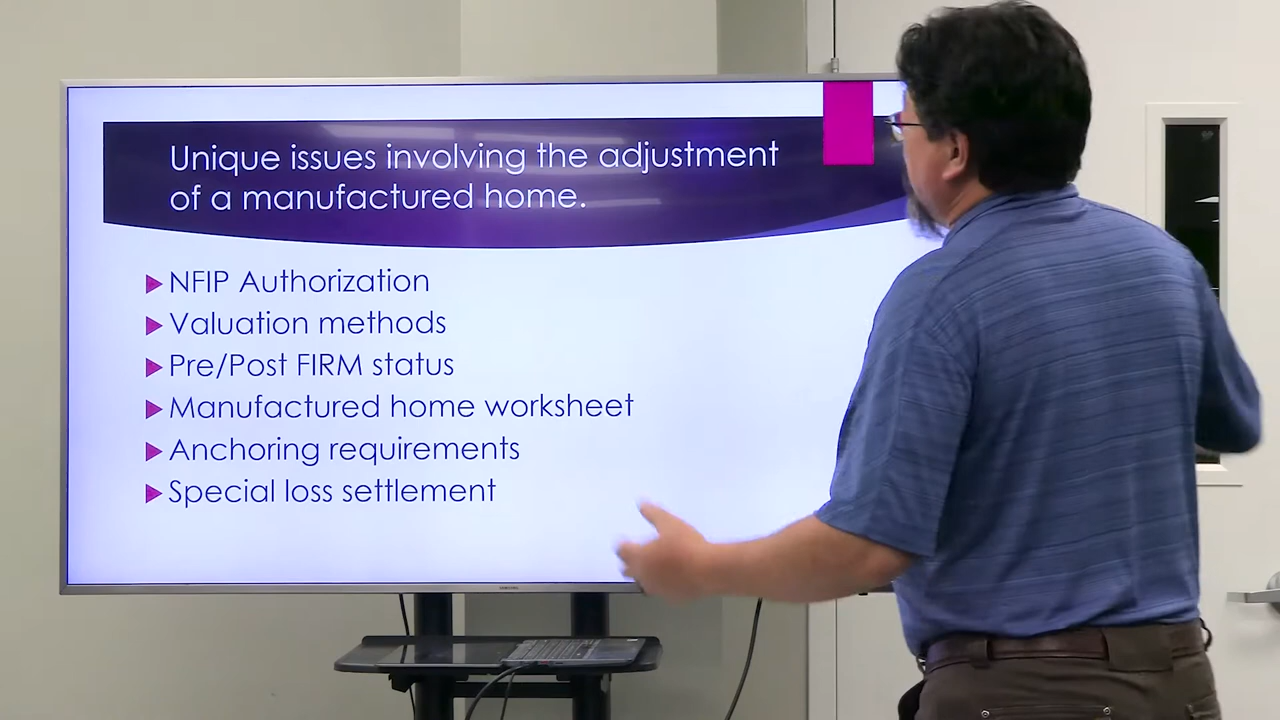 Unique issues involving the adjustment
of a manufactured home.
NFIP Authorization
Valuation methods
Pre/Post FIRM status
Manufactured home worksheet
Anchoring requirements
Special loss settlement
SAMSUNG